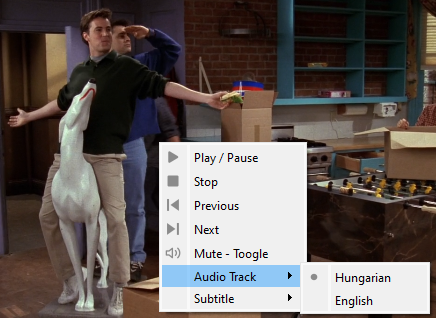 Play / Pause
Stop
Previous
Next
Mute - Toogle
Audio Track
Hungarian
Subtitle
English